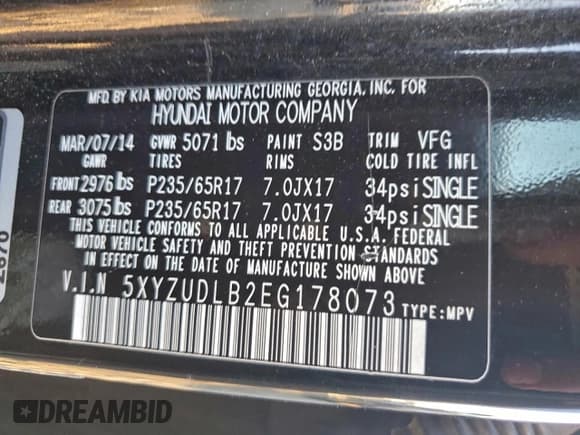 MFD BY KIA MOTORS MANUFACTURING GEORGIA, INC. FOR
HYUNDAI MOTOR COMPANY
MAR/07/14 GVWR 5071 lbs PAINT S3B TRIM VFG
GAWR TIRES RIMS COLD TIRE INFL
FRONT 2976 lbs P235/65R17 7.0JX17 34psi SINGLE
REAR 3075 lbs P235/65R17 7.0JX17 34psi SINGLE
THIS VEHICLE CONFORMS TO ALL APPLICABLE U.S.A. FEDERAL
MOTOR VEHICLE SAFETY AND THEFT PREVENTION STANDARDS
IN EFFECT ON THE DATE OF MANUFACTURE SHOWN ABOVE.
V.I.N 5XYZUDLB2EG178073 TYPE:MPV
DREAMBID